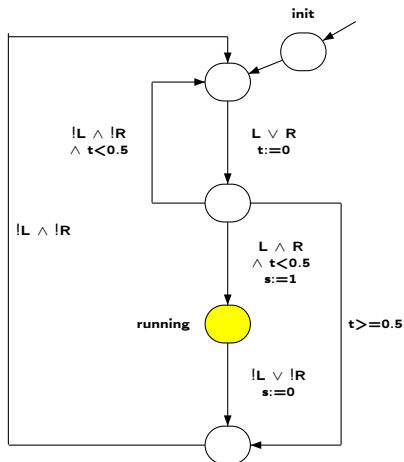 init
!L ∧ !R
∧ t<0.5
L ∨ R
t:=0
!L ∧ !R
L ∧ R
∧ t<0.5
s:=1
running
t>=0.5
!L ∨ !R
s:=0